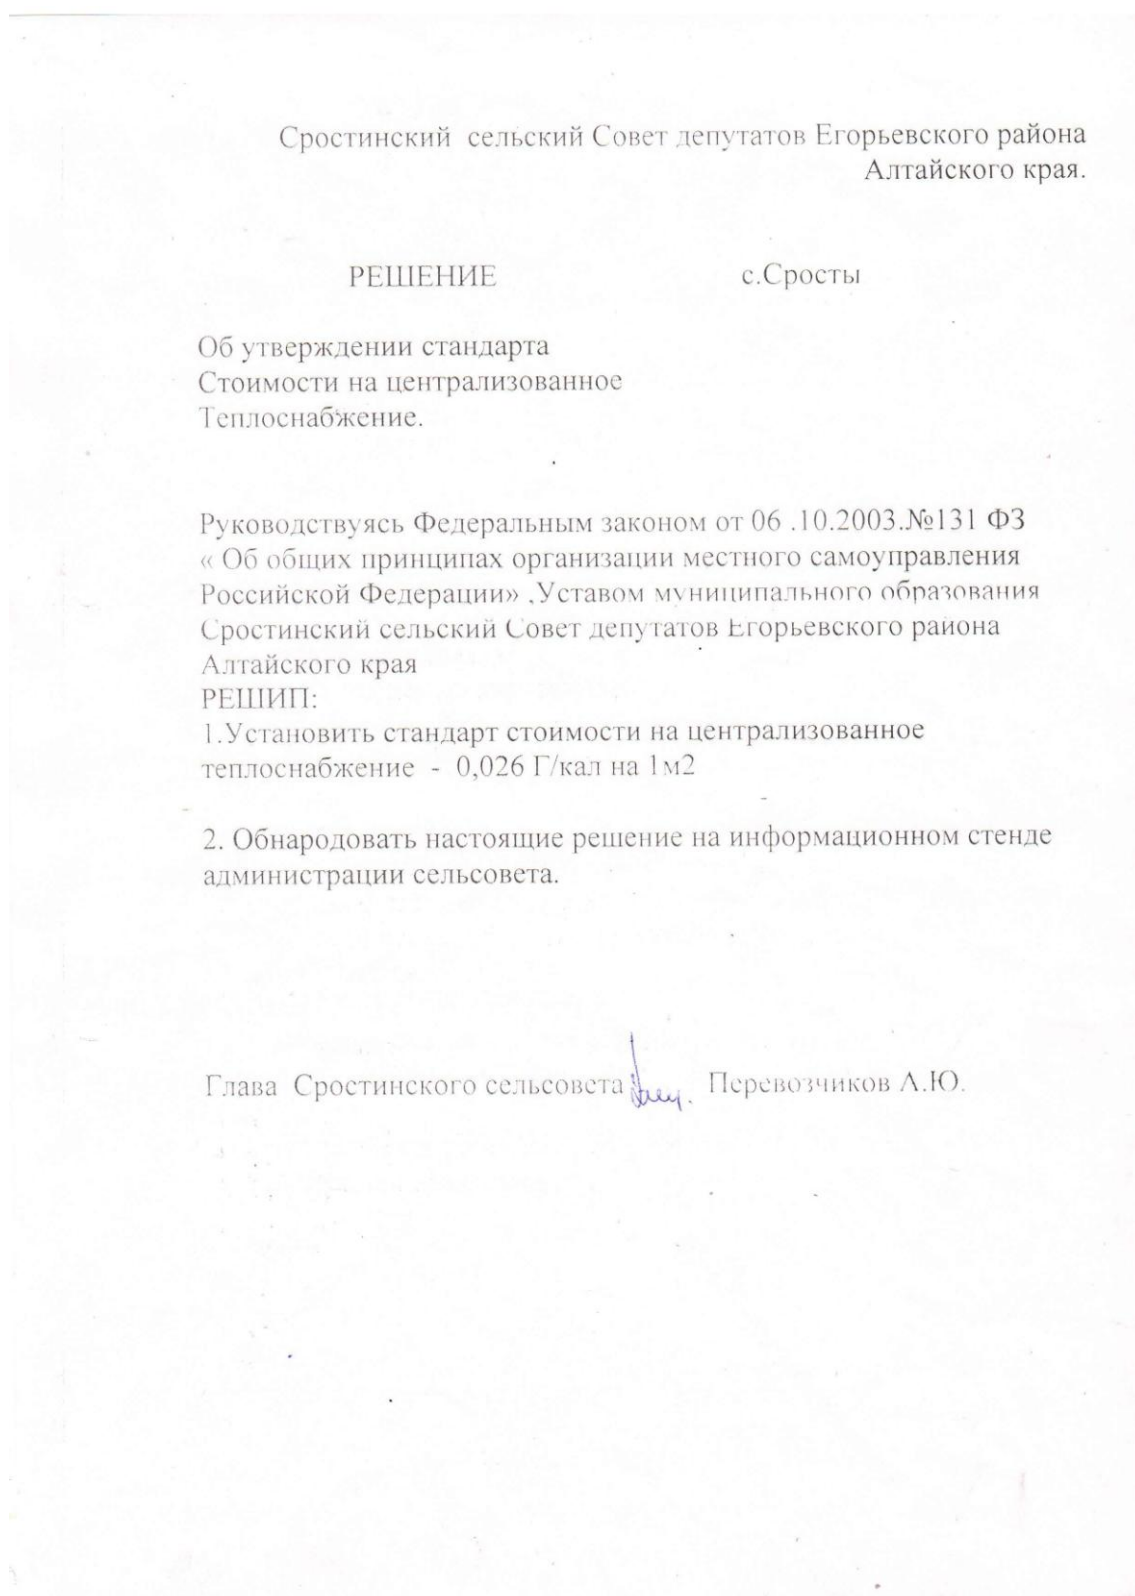 Сростинский сельский Совет депутатов Егорьевского района
Алтайского края.
РЕШЕНИЕ с.Сросты
Об утверждении стандарта
Стоимости на централизованное
Теплоснабжение.
Руководствуясь Федеральным законом от 06 .10.2003.№131 ФЗ
« Об общих принципах организации местного самоуправления
Российской Федерации» ,Уставом муниципального образования
Сростинский сельский Совет депутатов Егорьевского района
Алтайского края
РЕШИП:
1.Установить стандарт стоимости на централизованное
теплоснабжение - 0,026 Г/кал на 1м2
2. Обнародовать настоящие решение на информационном стенде
администрации сельсовета.
Глава Сростинского сельсовета Перевозчиков А.Ю.